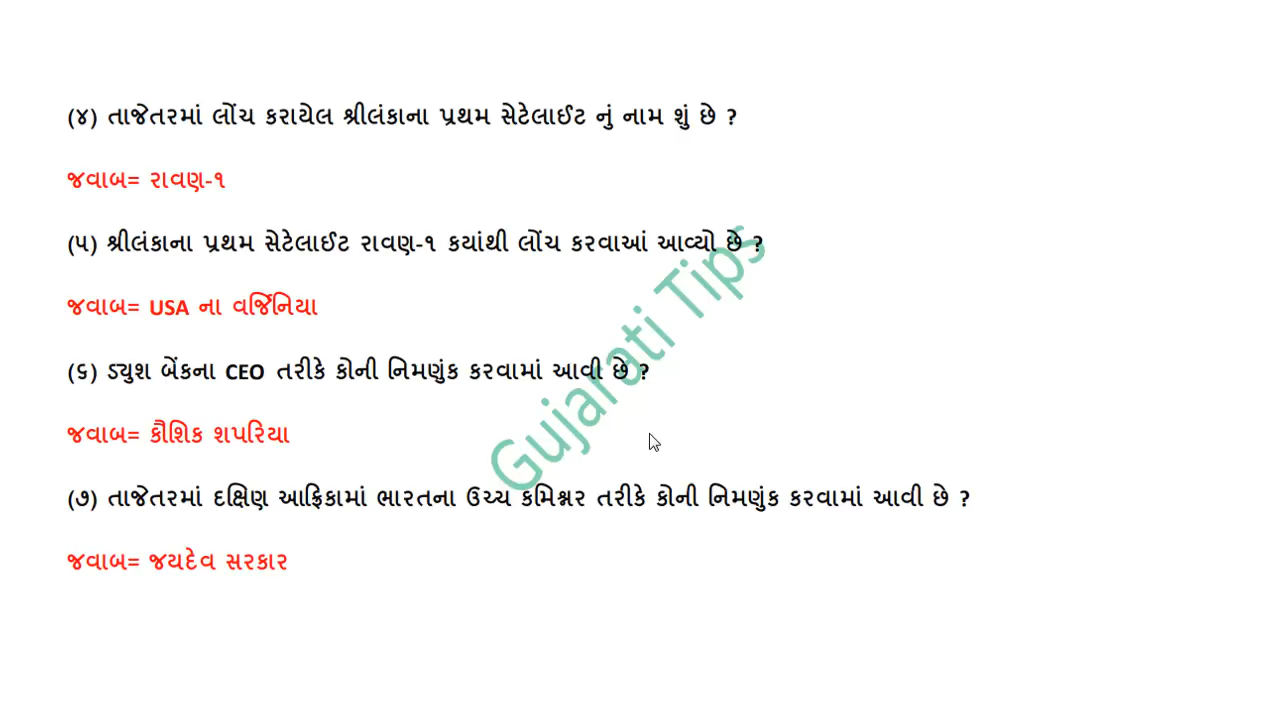 (૪) તાજેતરમાં લોંચ કરાયેલ શ્રીલંકાના પ્રથમ સેટેલાઈટ નું નામ શું છે ?
જવાબ= રાવણ-૧
(૫) શ્રીલંકાના પ્રથમ સેટેલાઈટ રાવણ-૧ કયાંથી લોંચ કરવાઆં આવ્યો છે ?
જવાબ= USA ના વર્જિનિયા
(૬) ડ્યુશ બેંકના CEO તરીકે કોની નિમણુંક કરવામાં આવી છે ?
જવાબ= કૌશિક શપરિયા
(૭) તાજેતરમાં દક્ષિણ આફ્રિકામાં ભારતના ઉચ્ચ કમિશ્નર તરીકે કોની નિમણુંક કરવામાં આવી છે ?
જવાબ= જયદેવ સરકાર
Gujarati Tips